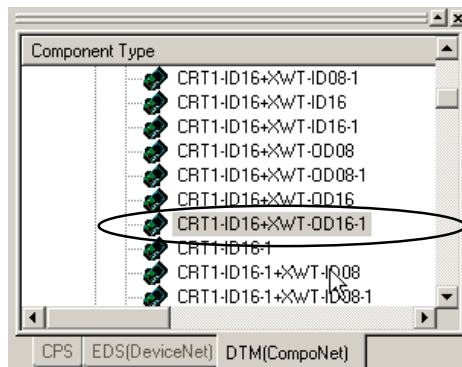 Component Type
CRT1-ID16+XWT-ID08-1
CRT1-ID16+XWT-ID16
CRT1-ID16+XWT-ID16-1
CRT1-ID16+XWT-OD08
CRT1-ID16+XWT-OD08-1
CRT1-ID16+XWT-OD16
CRT1-ID16+XWT-OD16-1
CRT1-ID16-1
CRT1-ID16-1+XWT-ID08
CRT1-ID16-1+XWT-ID08-1
CPS EDS(DeviceNet) DTM(CompoNet)